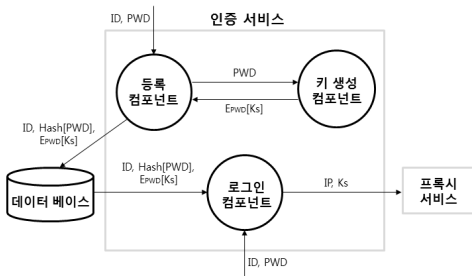 ID, PWD
인증 서비스
등록
컴포넌트
PWD
EPWD[Ks]
키 생성
컴포넌트
ID, Hash[PWD],
EPWD[Ks]
데이터 베이스
ID, Hash[PWD],
EPWD[Ks]
로그인
컴포넌트
IP, Ks
프록시
서비스
ID, PWD